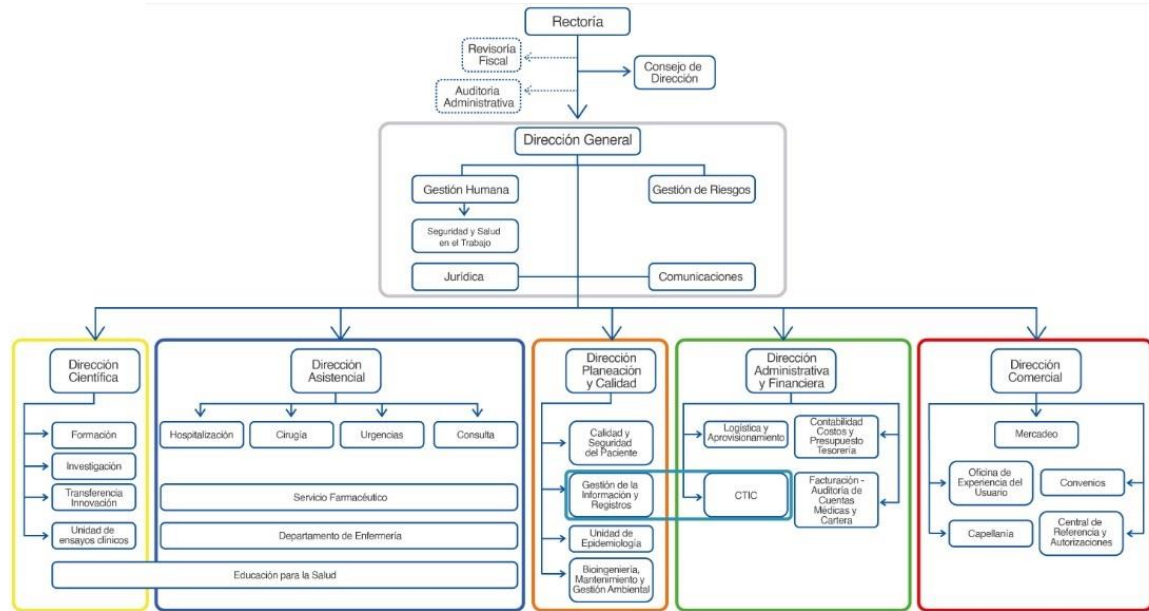 Rectoría
Revisoría
Fiscal
Consejo de
Dirección
Auditoria
Administrativa
Dirección General
Gestión Humana
Gestión de Riesgos
Seguridad y Salud
en el Trabajo
Jurídica
Comunicaciones
Dirección
Científica
Formación
Investigación
Transferencia
Innovación
Unidad de
ensayos clínicos
Dirección
Asistencial
Hospitalización
Cirugía
Urgencias
Consulta
Servicio Farmacéutico
Departamento de Enfermería
Educación para la Salud
Dirección
Planeación
y Calidad
Calidad y
Seguridad
del Paciente
Gestión de la
Información y
Registros
Unidad de
Epidemiología
Bioingeniería,
Mantenimiento y
Gestión Ambiental
Dirección
Administrativa
y Financiera
Logística y
Aprovisionamiento
Contabilidad
Costos y
Presupuesto
Tesorería
CTIC
Facturación -
Auditoría de
Cuentas
Médicas y
Cartera
Dirección
Comercial
Mercadeo
Oficina de
Experiencia del
Usuario
Convenios
Capellanía
Central de
Referencia y
Autorizaciones